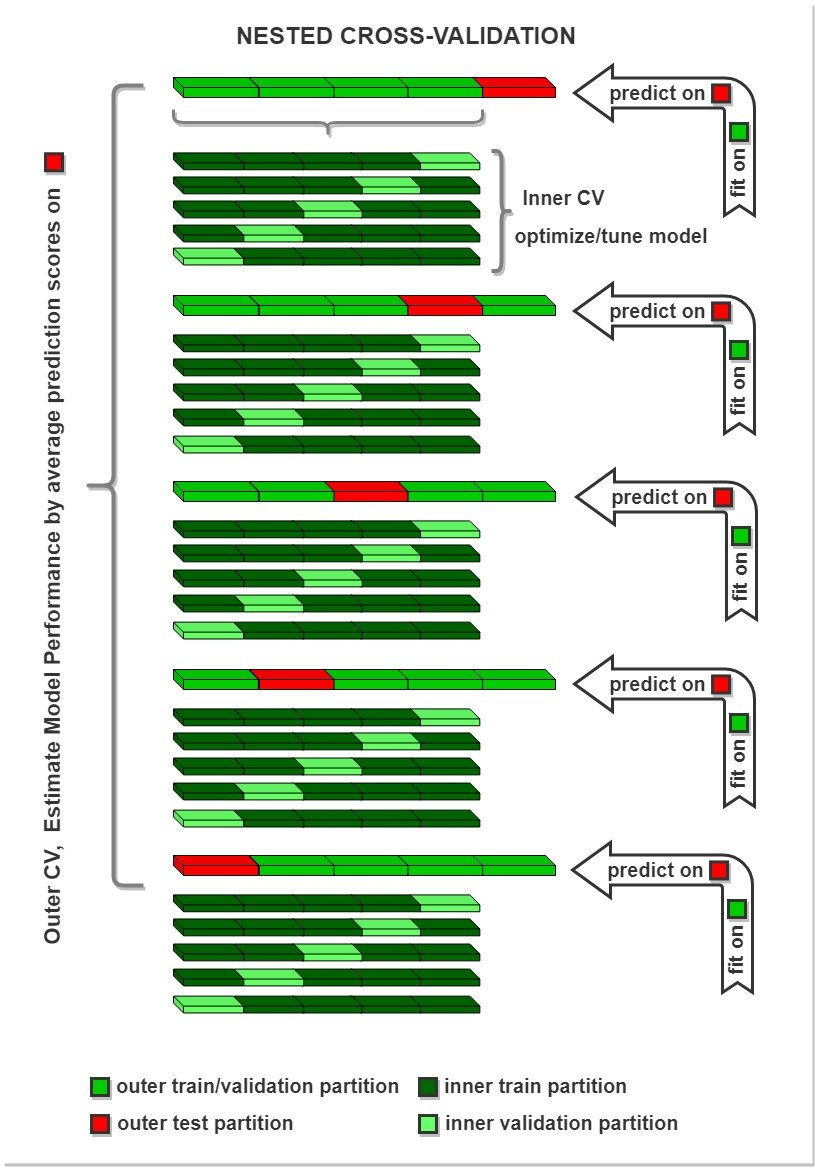 NESTED CROSS-VALIDATION
predict on
fit on
Inner CV
optimize/tune model
predict on
fit on
predict on
fit on
predict on
fit on
predict on
fit on
Outer CV, Estimate Model Performance by average prediction scores on
outer train/validation partition
inner train partition
outer test partition
inner validation partition